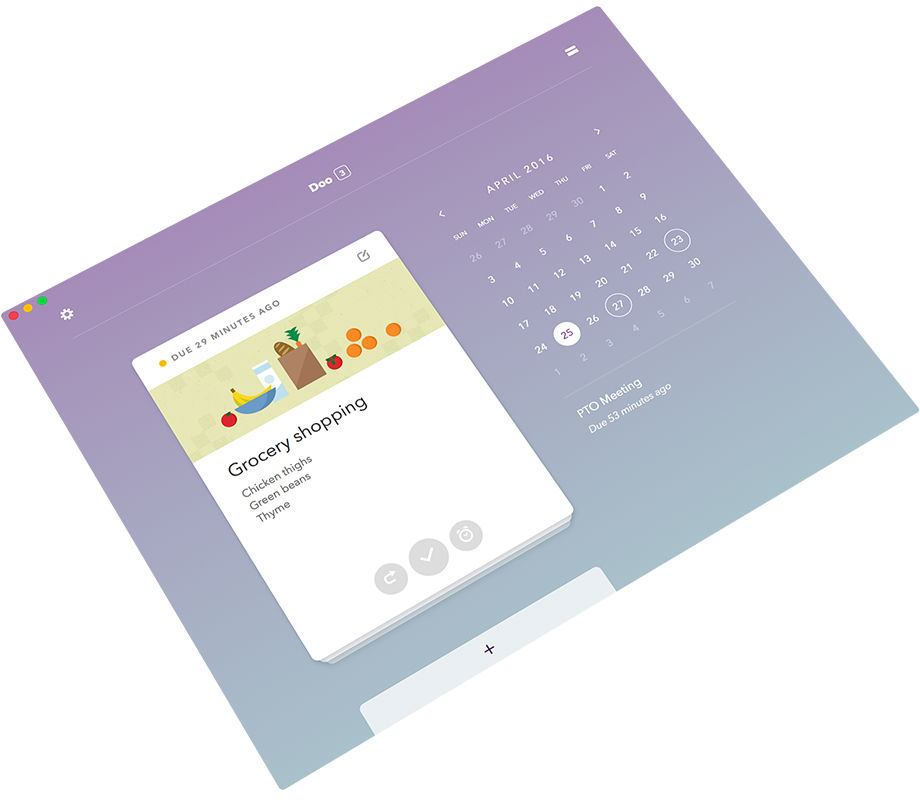 Doo 3
DUE 29 MINUTES AGO
Grocery shopping
Chicken thighs
Green beans
Thyme
+
< >
APRIL 2016
SUN MON TUE WED THU FRI SAT
26 27 28 29 30 1 2
3 4 5 6 7 8 9
10 11 12 13 14 15 16
17 18 19 20 21 22 23
24 25 26 27 28 29 30
1 2 3 4 5 6 7
PTO Meeting
Due 53 minutes ago